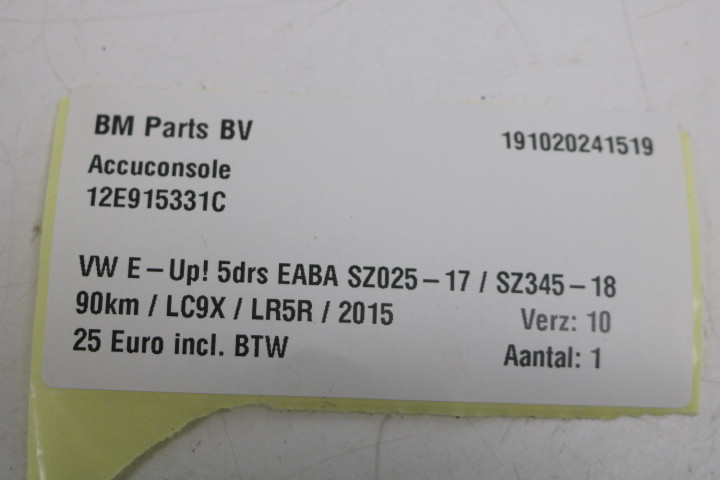 BM Parts BV 191020241519
Accuconsole
12E915331C
VW E-Up! 5drs EABA SZ025-17 / SZ345-18
90km / LC9X / LR5R / 2015 Verz: 10
25 Euro incl. BTW Aantal: 1